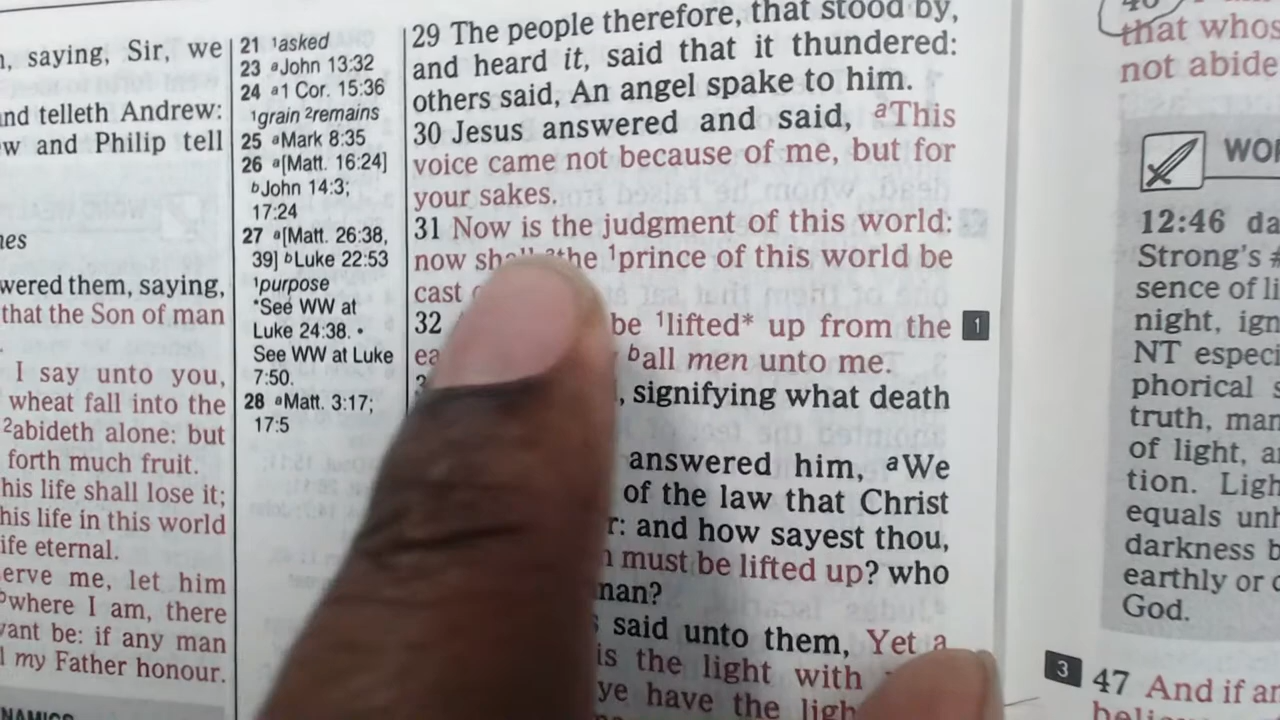 saying, Sir, we
and telleth Andrew:
and Philip tell
wered them, saying,
that the Son of man
I say unto you,
wheat fall into the
²abideth alone: but
forth much fruit.
his life shall lose it;
his life in this world
ife eternal.
erve me, let him
ᵇwhere I am, there
vant be: if any man
my Father honour.
NAMICS
21 ¹asked
23 ᵃJohn 13:32
24 ᵃ1 Cor. 15:36
¹grain ²remains
25 ᵃMark 8:35
26 ᵃ[Matt. 16:24]
ᵇJohn 14:3;
17:24
27 ᵃ[Matt. 26:38,
39] ᵇLuke 22:53
¹purpose
*See WW at
Luke 24:38. •
See WW at Luke
7:50.
28 ᵃMatt. 3:17;
17:5
29 The people therefore, that stood by,
and heard it, said that it thundered:
others said, An angel spake to him.
30 Jesus answered and said, ᵃThis
voice came not because of me, but for
your sakes.
31 Now is the judgment of this world:
now shall ᵃthe ¹prince of this world be
cast
32 be ¹lifted* up from the 1
ᵇall men unto me.
, signifying what death
answered him, ᵃWe
of the law that Christ
and how sayest thou,
must be lifted up? who
man?
said unto them, Yet a
is the light with
ye have the ligh
that whos
not abide
WOR
12:46 da
Strong's #
sence of li
night, ign
NT especi
phorical s
truth, man
of light, a
tion. Ligh
equals unh
darkness b
earthly or
God.
3 47 And if an